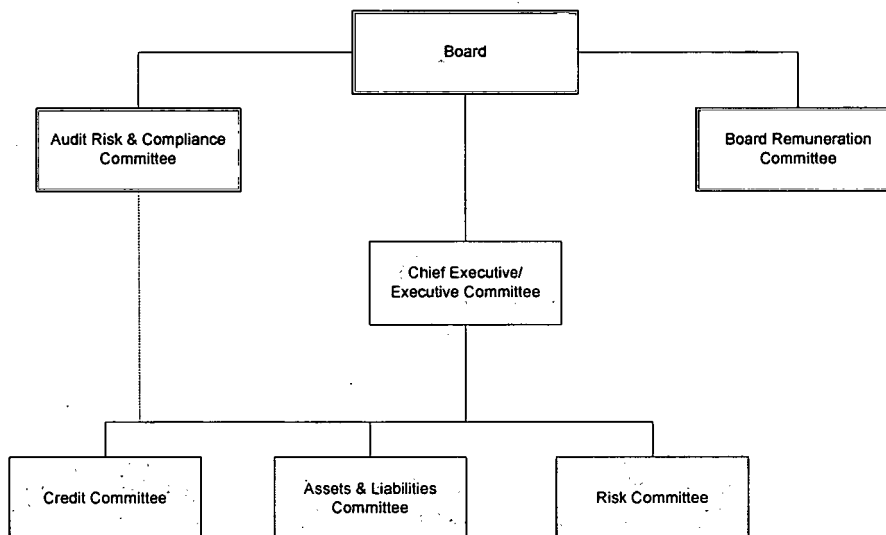 Board
Audit Risk & Compliance
Committee
Board Remuneration
Committee
Chief Executive/
Executive Committee
Credit Committee
Assets & Liabilities
Committee
Risk Committee